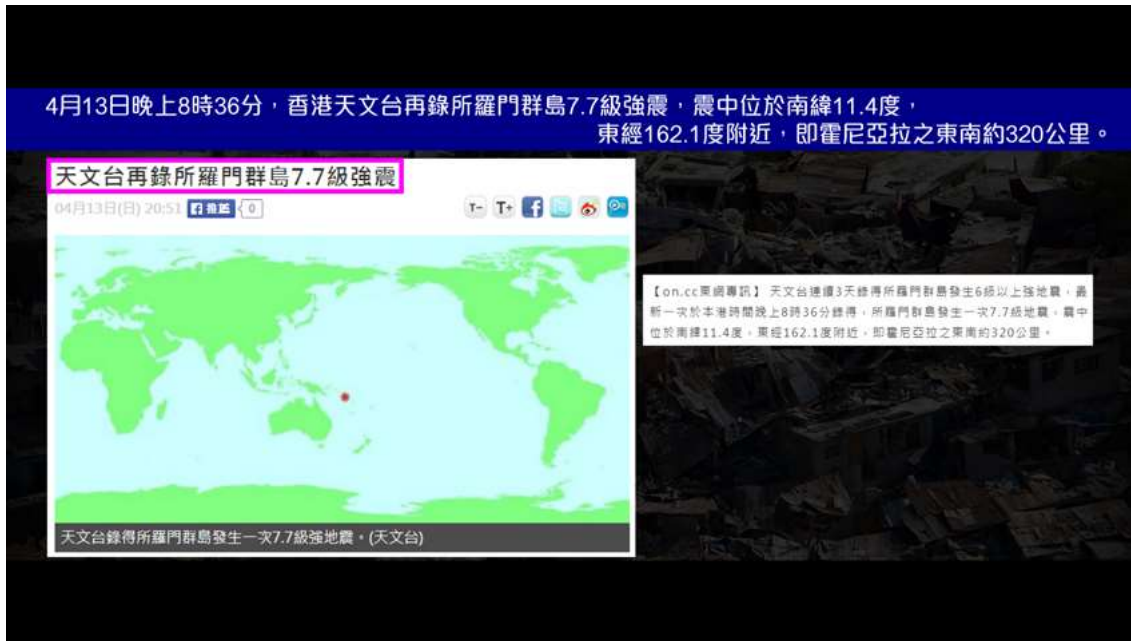 4月13日晚上8時36分，香港天文台再錄所羅門群島7.7級強震，震中位於南緯11.4度，
東經162.1度附近，即霍尼亞拉之東南約320公里。
天文台再錄所羅門群島7.7級強震
04月13日(日) 20:51 推薦 0
T- T+
【on.cc東網專訊】 天文台連續3天錄得所羅門群島發生6級以上強地震，最
新一次於本港時間晚上8時36分錄得，所羅門群島發生一次7.7級地震，震中
位於南緯11.4度，東經162.1度附近，即霍尼亞拉之東南約320公里。
天文台錄得所羅門群島發生一次7.7級強地震。(天文台)